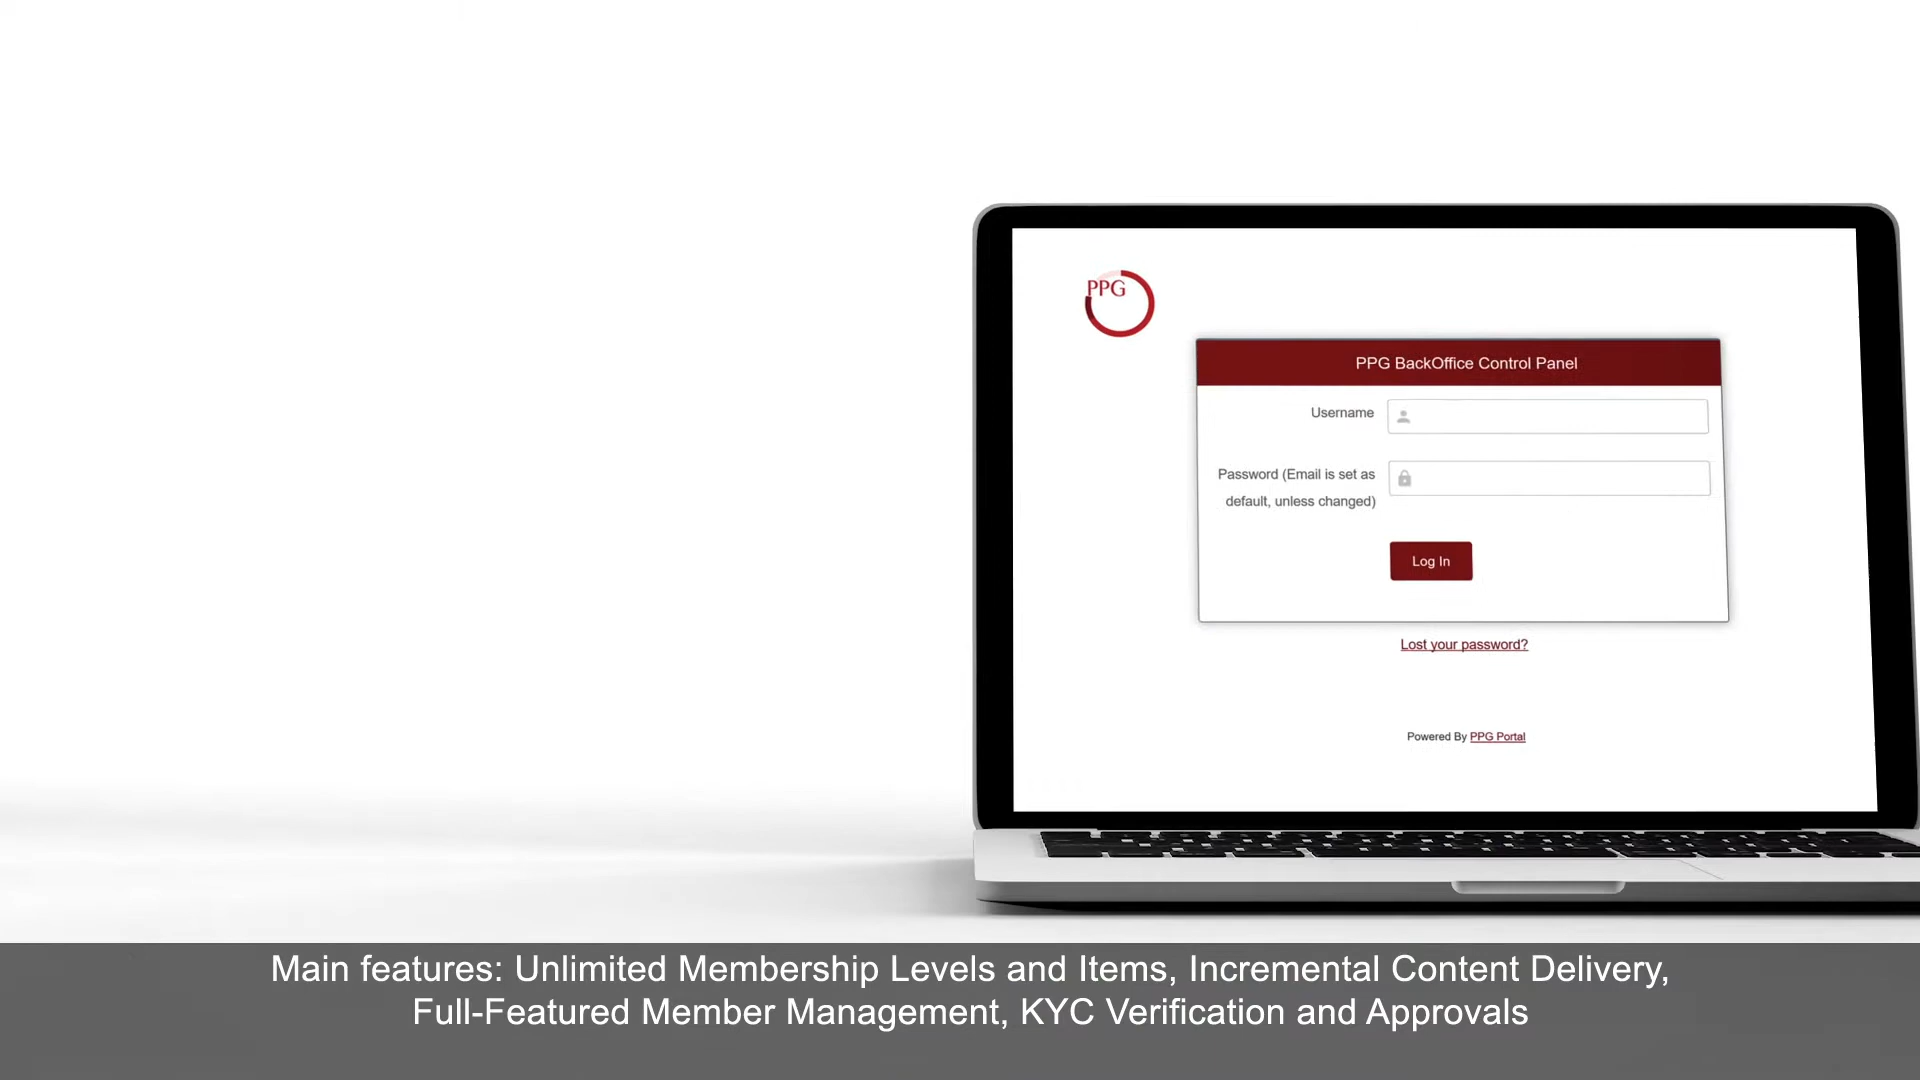 PPG
PPG BackOffice Control Panel
Username
Password (Email is set as
default, unless changed)
Log In
Lost your password?
Powered By PPG Portal
Main features: Unlimited Membership Levels and Items, Incremental Content Delivery,
Full-Featured Member Management, KYC Verification and Approvals